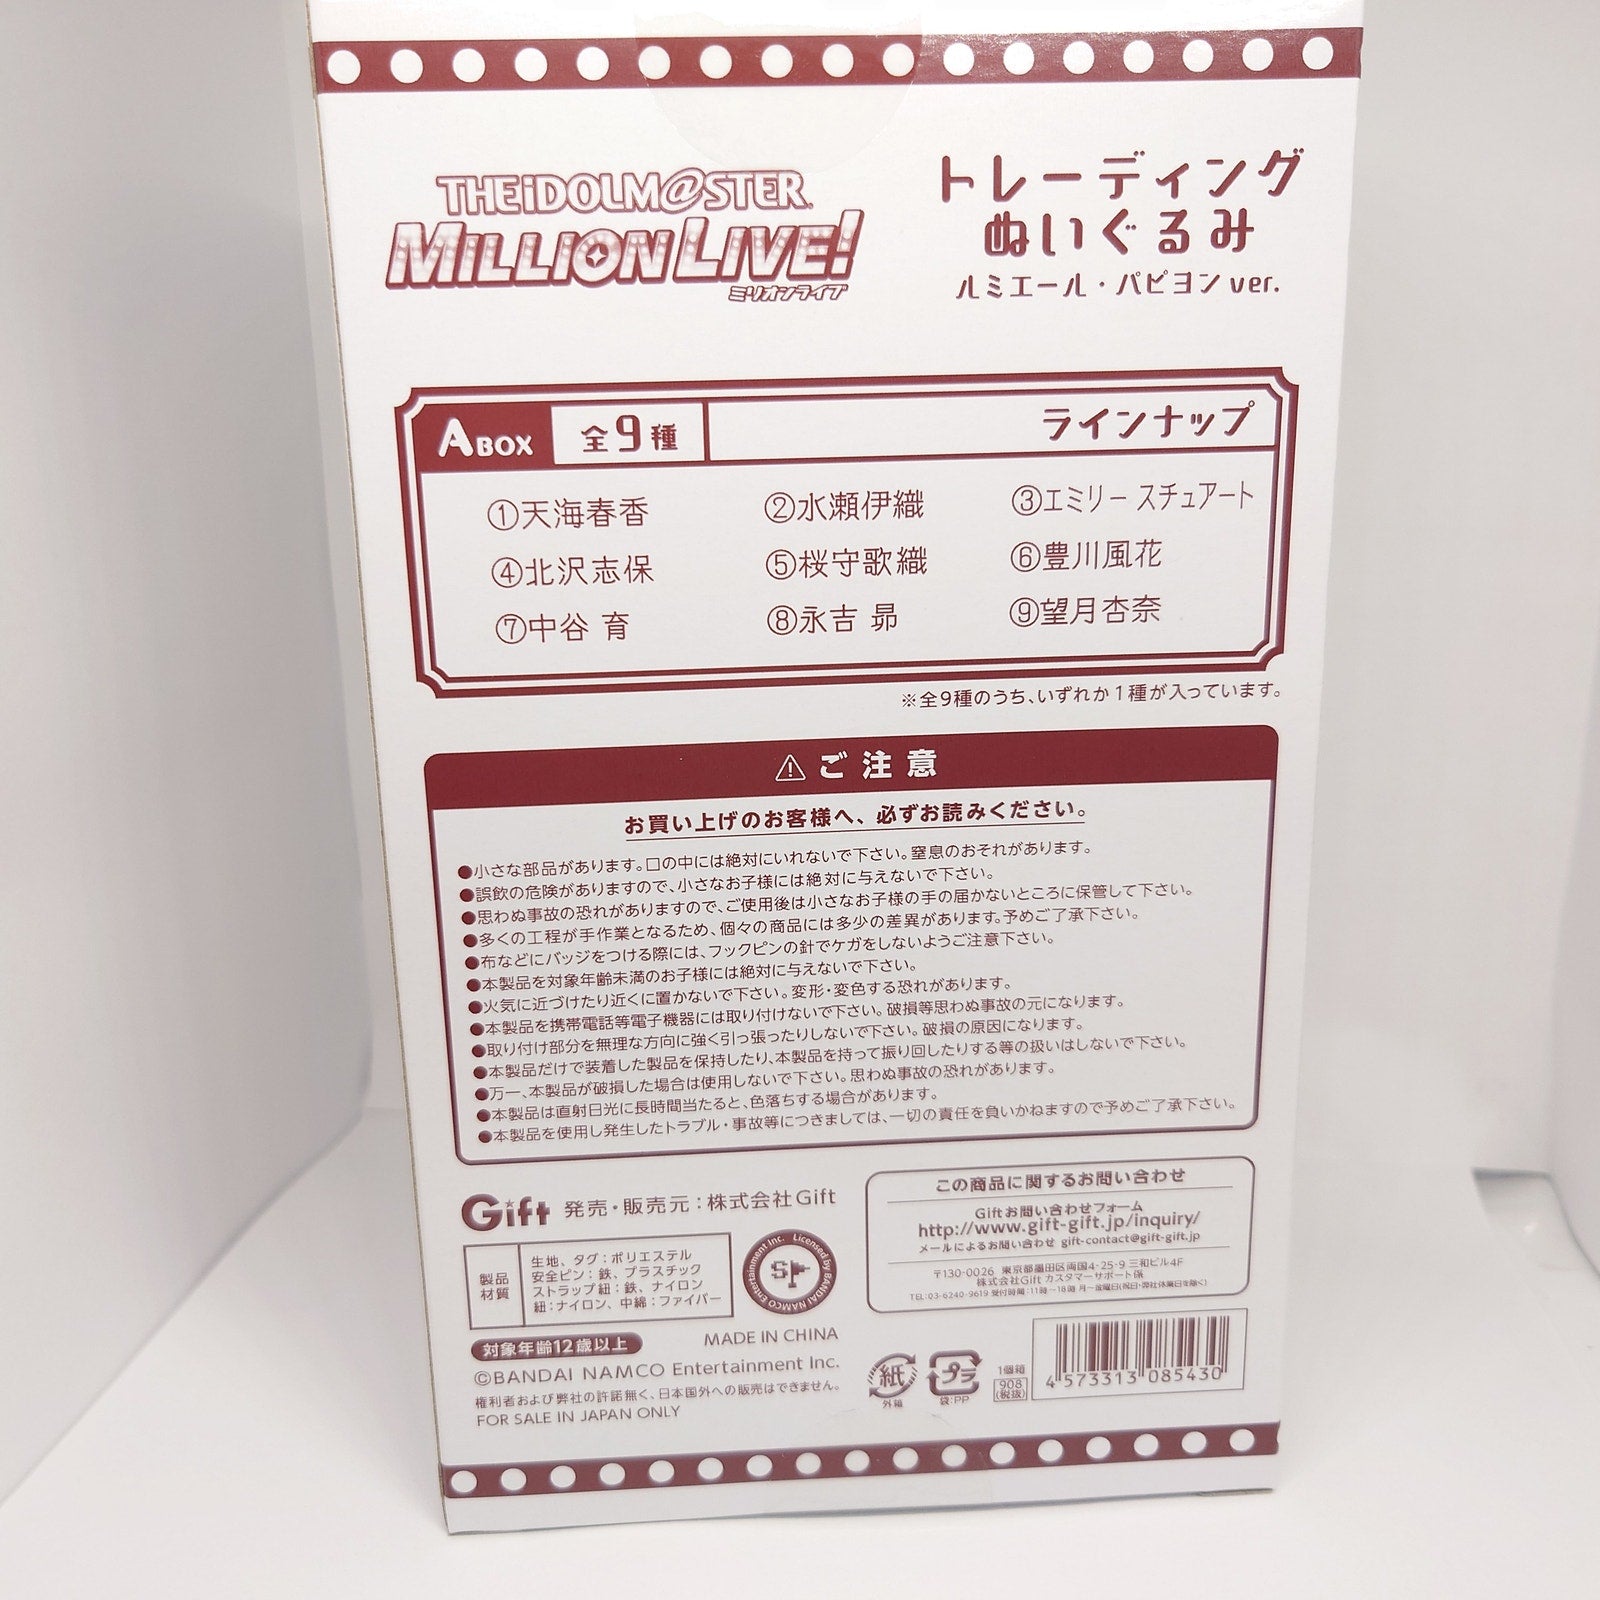 THE iDOLM@STER
MILLION LIVE!
ミリオンライブ
トレーディング
ぬいぐるみ
ルミエール・パピヨン ver.
A BOX 全9種 ラインナップ
①天海春香 ②水瀬伊織 ③エミリー スチュアート
④北沢志保 ⑤桜守歌織 ⑥豊川風花
⑦中谷 育 ⑧永吉 昴 ⑨望月杏奈
※全9種のうち、いずれか1種が入っています。
⚠ご注意
お買い上げのお客様へ、必ずお読みください。
●小さな部品があります。口の中には絶対にいれないで下さい。窒息のおそれがあります。
●誤飲の危険がありますので、小さなお子様には絶対に与えないで下さい。
●思わぬ事故の恐れがありますので、ご使用後は小さなお子様の手の届かないところに保管して下さい。
●多くの工程が手作業となるため、個々の商品には多少の差異があります。予めご了承下さい。
●布などにバッジをつける際には、フックピンの針でケガをしないようご注意下さい。
●本製品を対象年齢未満のお子様には絶対に与えないで下さい。
●火気に近づけたり近くに置かないで下さい。変形・変色する恐れがあります。
●本製品を携帯電話等電子機器には取り付けないで下さい。破損等思わぬ事故の元になります。
●取り付け部分を無理な方向に強く引っ張ったりしないで下さい。破損の原因になります。
●本製品だけで装着した製品を保持したり、本製品を持って振り回したりする等の扱いはしないで下さい。
●万一、本製品が破損した場合は使用しないで下さい。思わぬ事故の恐れがあります。
●本製品は直射日光に長時間当たると、色落ちする場合があります。
●本製品を使用し発生したトラブル・事故等につきましては、一切の責任を負いかねますので予めご了承下さい。
Gift 発売・販売元：株式会社Gift
製品材質
生地、タグ：ポリエステル
安全ピン：鉄、プラスチック
ストラップ紐：鉄、ナイロン
紐：ナイロン、中綿：ファイバー
Licensed by BANDAI NAMCO Entertainment Inc.
対象年齢12歳以上
MADE IN CHINA
©BANDAI NAMCO Entertainment Inc.
権利者および弊社の許諾無く、日本国外への販売はできません。
FOR SALE IN JAPAN ONLY
この商品に関するお問い合わせ
Giftお問い合わせフォーム
http://www.gift-gift.jp/inquiry/
メールによるお問い合わせ gift-contact@gift-gift.jp
〒130-0026 東京都墨田区両国4-25-9 三和ビル4F
株式会社Gift カスタマーサポート係
TEL:03-6240-9619 受付時間：11時～18時 月～金曜日(祝日・弊社休業日を除く)
紙
外箱
プラ
袋:PP
1個箱
908
(税抜)
4 573313 085430